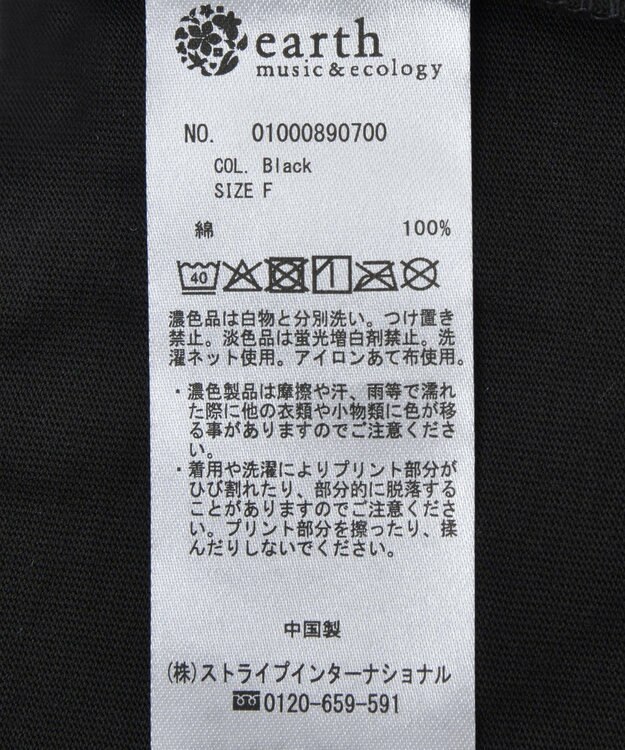 earth
music&ecology
NO. 01000890700
COL. Black
SIZE F
綿 100%
40
濃色品は白物と分別洗い。つけ置き
禁止。淡色品は蛍光増白剤禁止。洗
濯ネット使用。アイロンあて布使用。
・濃色製品は摩擦や汗、雨等で濡れ
た際に他の衣類や小物類に色が移
る事がありますのでご注意くださ
い。
・着用や洗濯によりプリント部分が
ひび割れたり、部分的に脱落する
ことがありますのでご注意くださ
い。プリント部分を擦ったり、揉
んだりしないでください。
中国製
(株)ストライプインターナショナル
0120-659-591